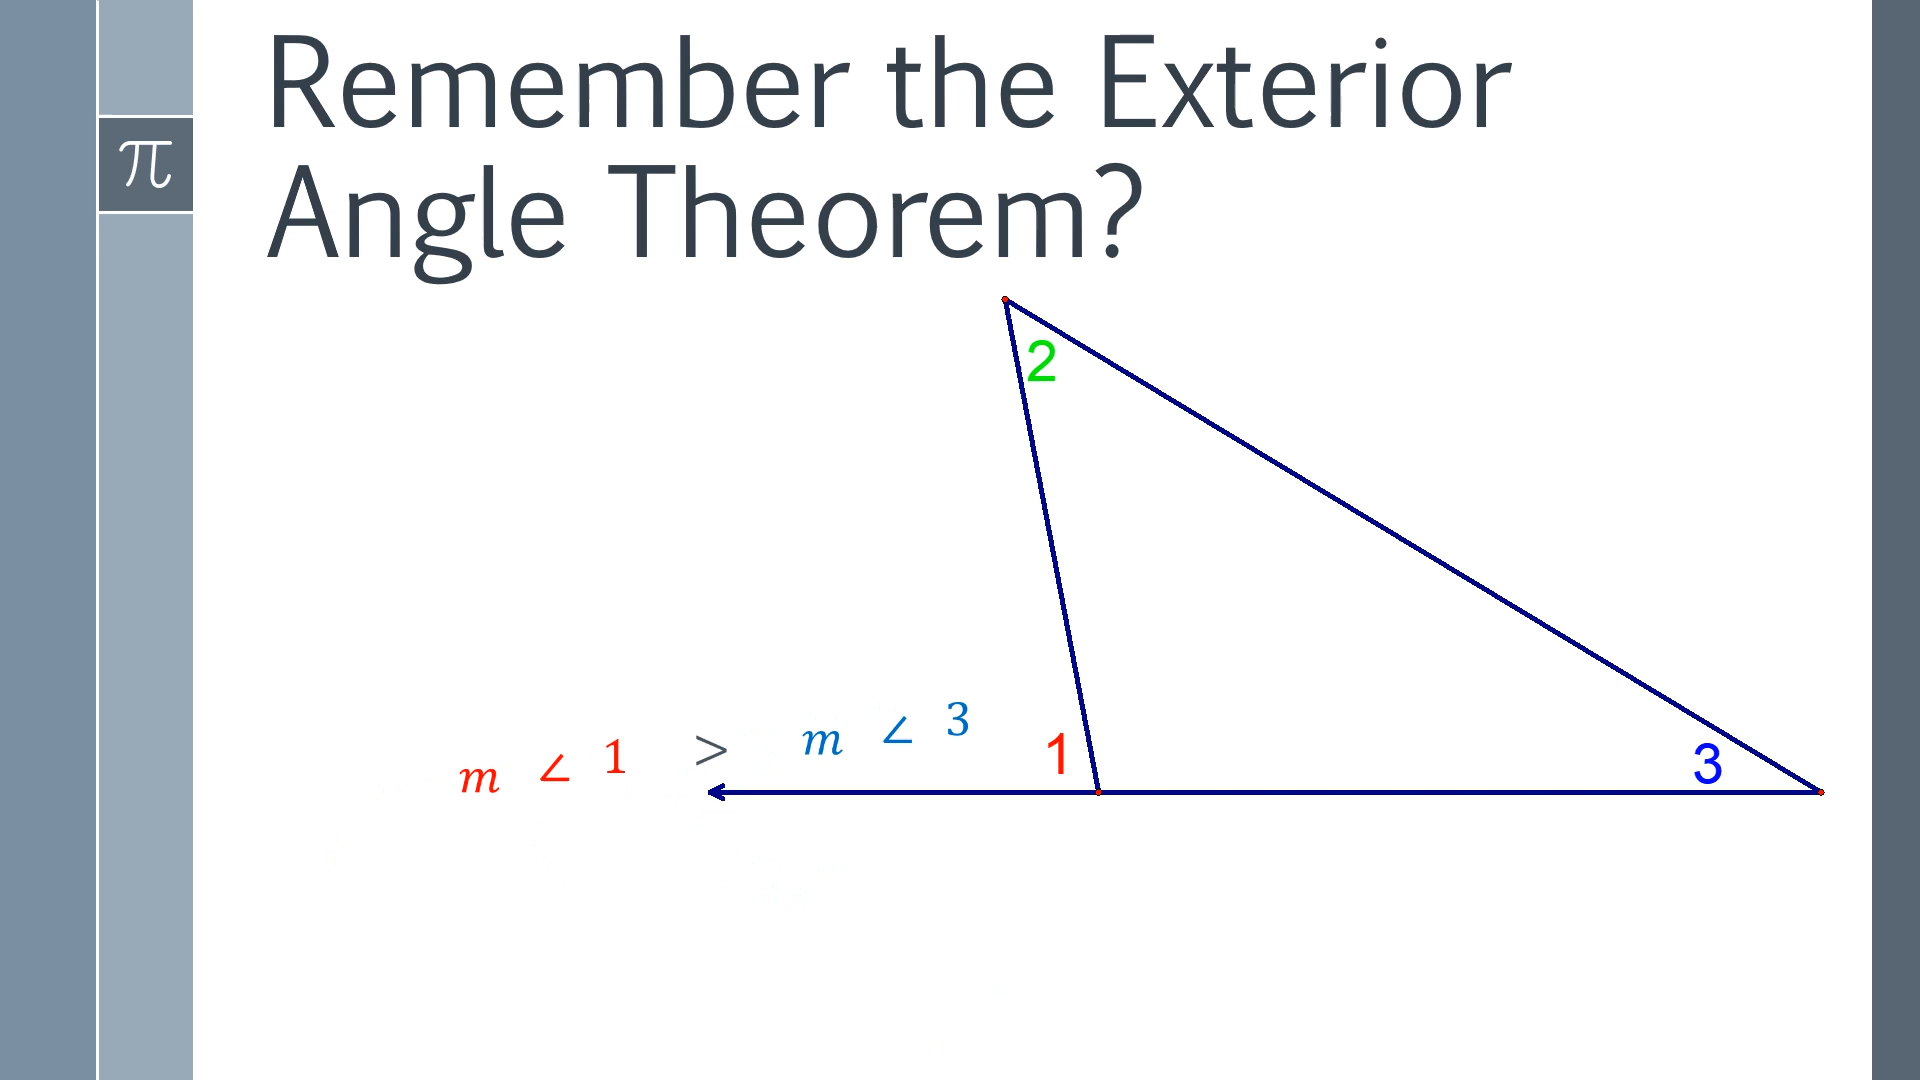 Remember the Exterior
Angle Theorem?
π
2
m ∠ 1 > m ∠ 3
1
3